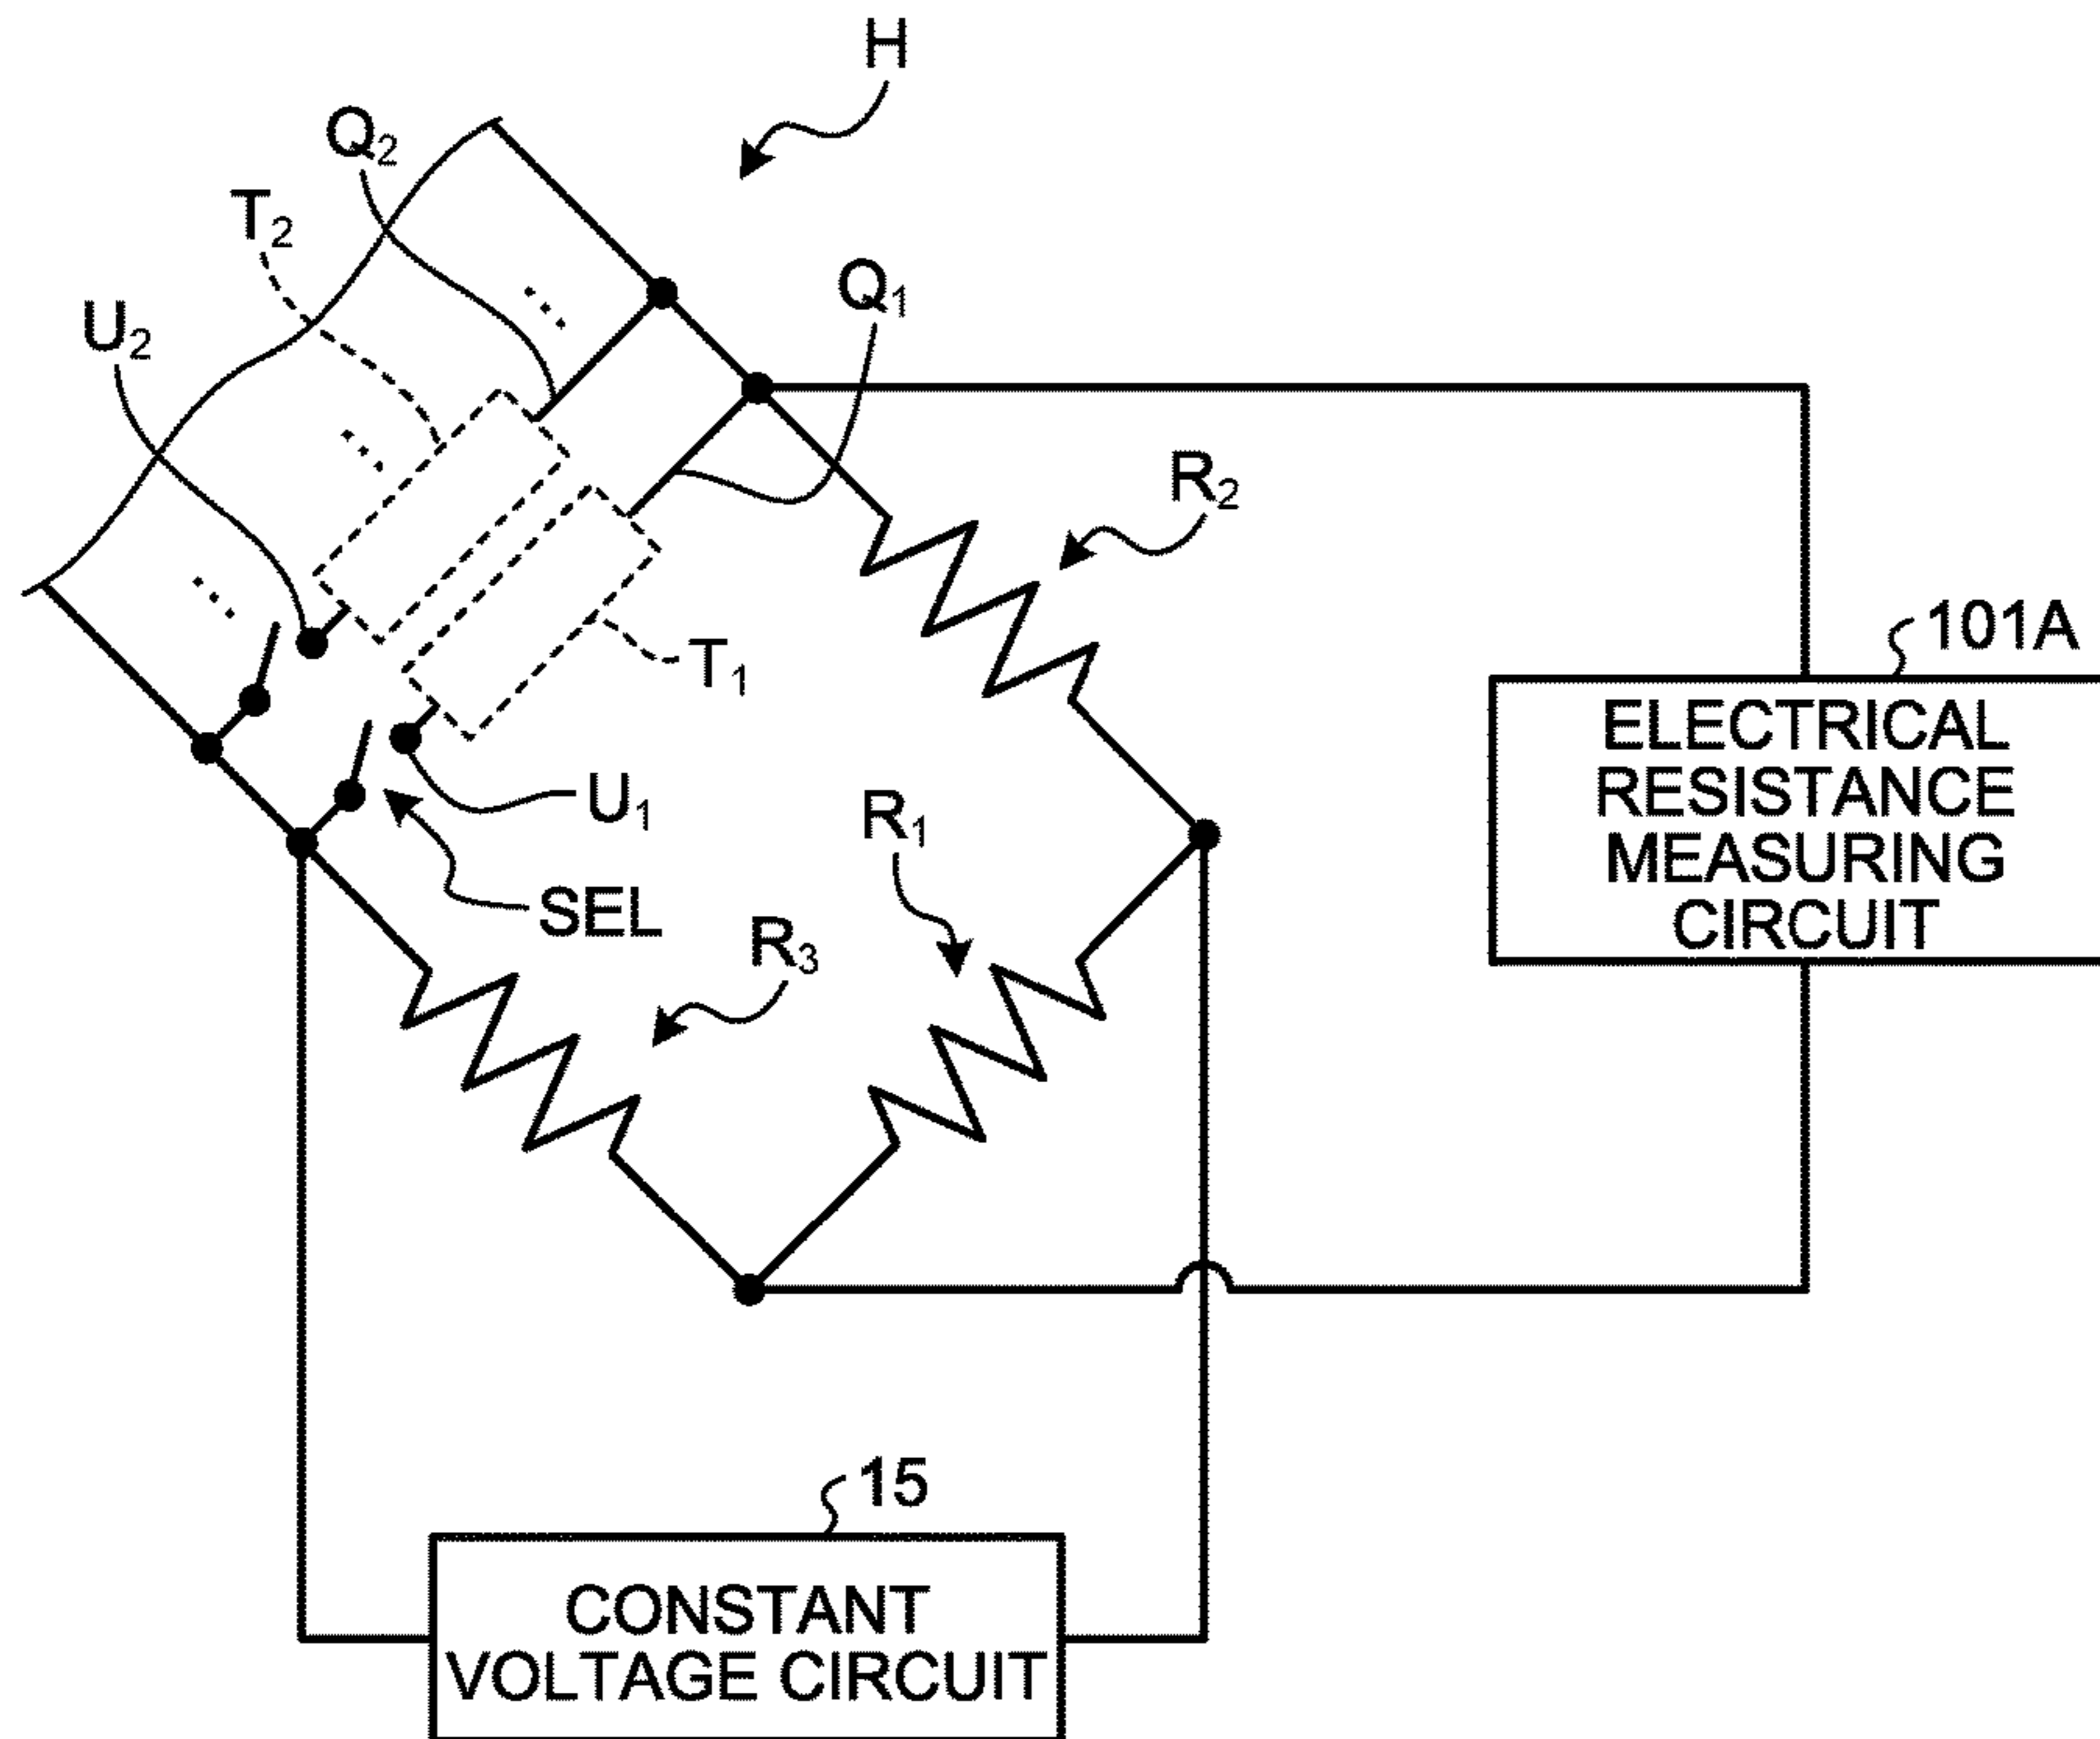 H
Q2
T2
U2
Q1
R2
101A
ELECTRICAL
RESISTANCE
MEASURING
CIRCUIT
T1
U1
R1
SEL
R3
15
CONSTANT
VOLTAGE CIRCUIT